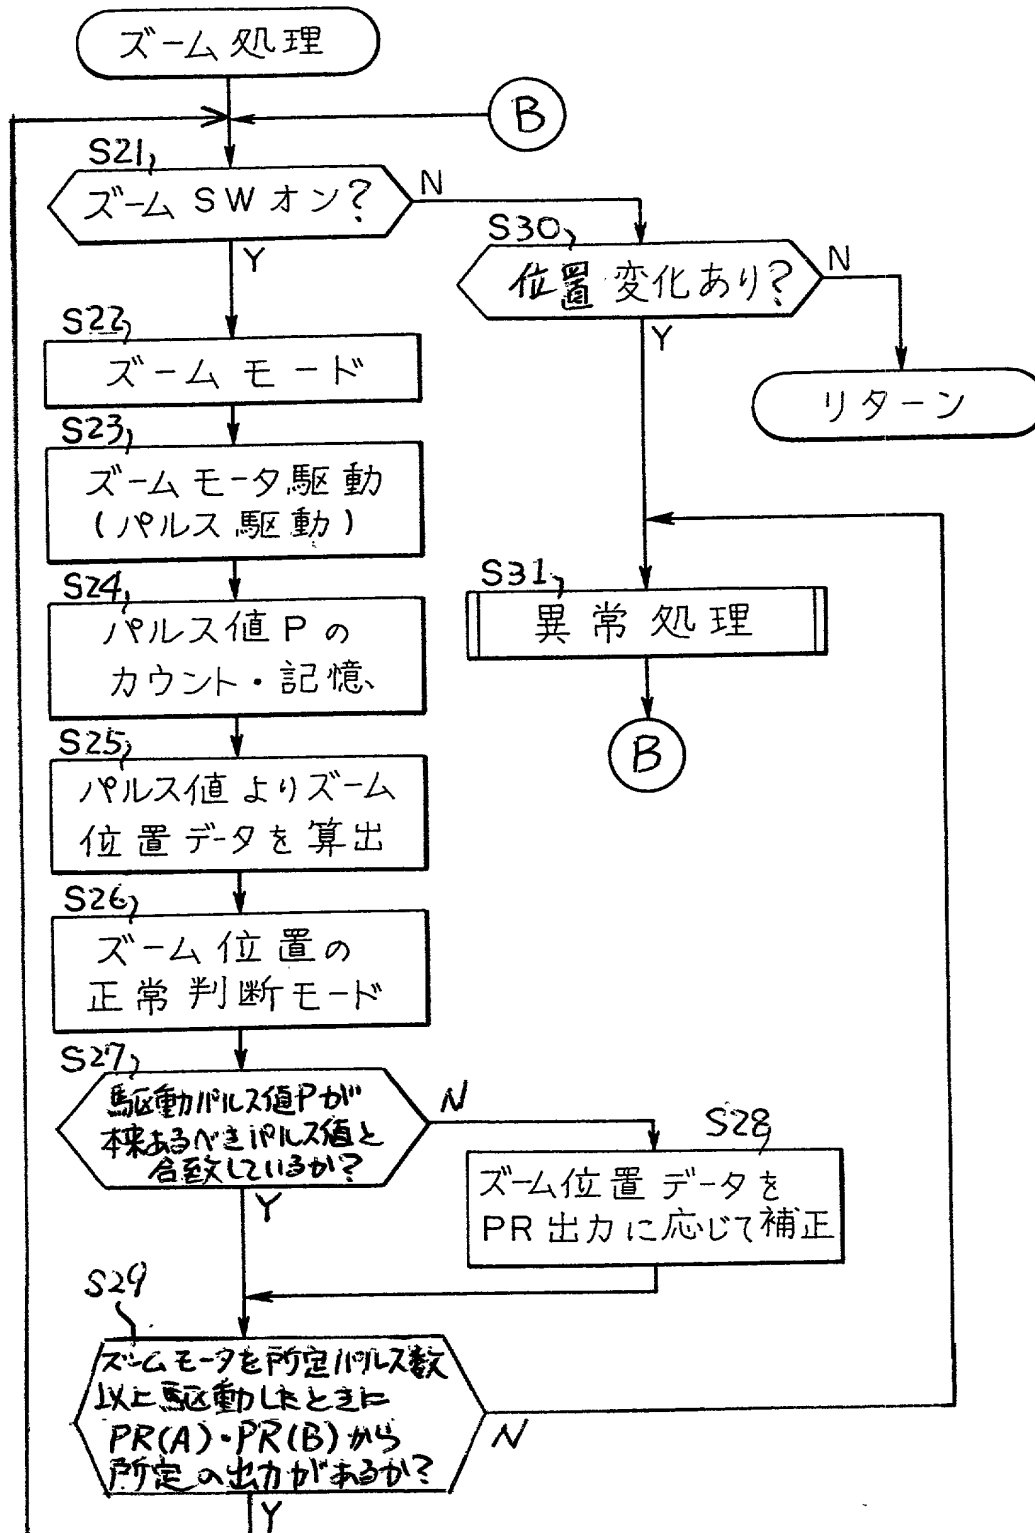 ズーム処理
B
S21
ズームSWオン?
N
Y
S30
位置変化あり?
N
Y
リターン
S22
ズームモード
S23
ズームモータ駆動
(パルス駆動)
S24
パルス値Pの
カウント・記憶
S25
パルス値よりズーム
位置データを算出
S26
ズーム位置の
正常判断モード
S31
異常処理
B
S27
駆動パルス値Pが
本来あるべきパルス値と
合致しているか?
N
Y
S28
ズーム位置データを
PR出力に応じて補正
S29
ズームモータを所定パルス数
以上駆動したときに
PR(A)・PR(B)から
所定の出力があるか?
N
Y